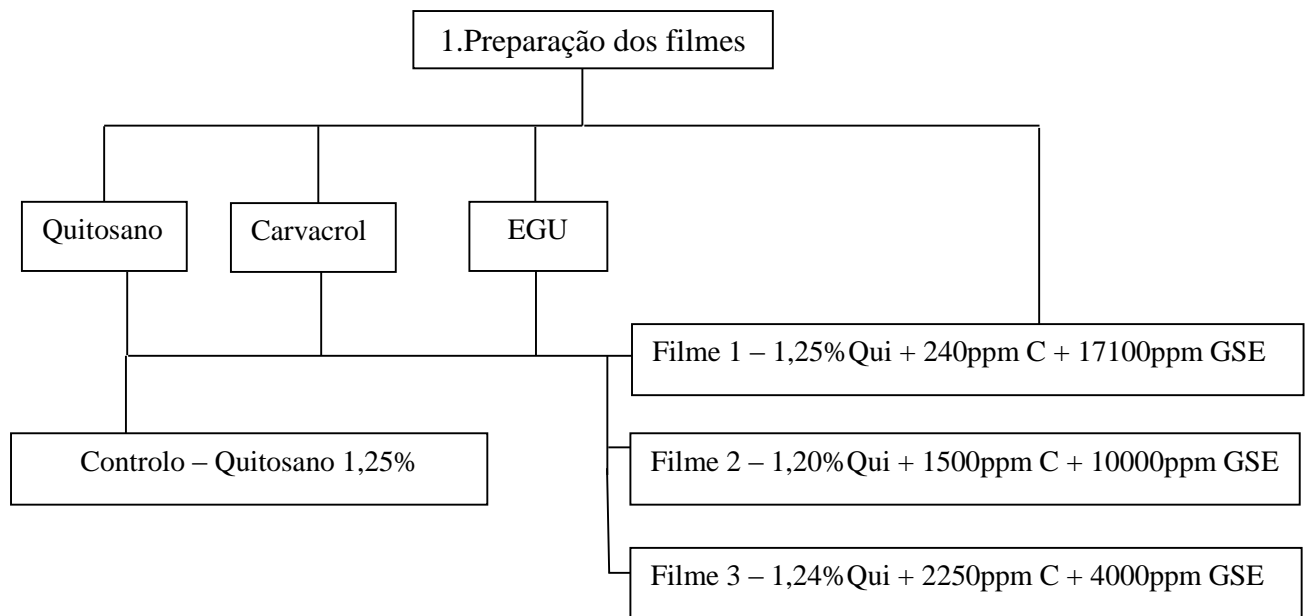 1.Preparação dos filmes
Quitosano
Carvacrol
EGU
Filme 1 – 1,25%Qui + 240ppm C + 17100ppm GSE
Controlo – Quitosano 1,25%
Filme 2 – 1,20%Qui + 1500ppm C + 10000ppm GSE
Filme 3 – 1,24%Qui + 2250ppm C + 4000ppm GSE